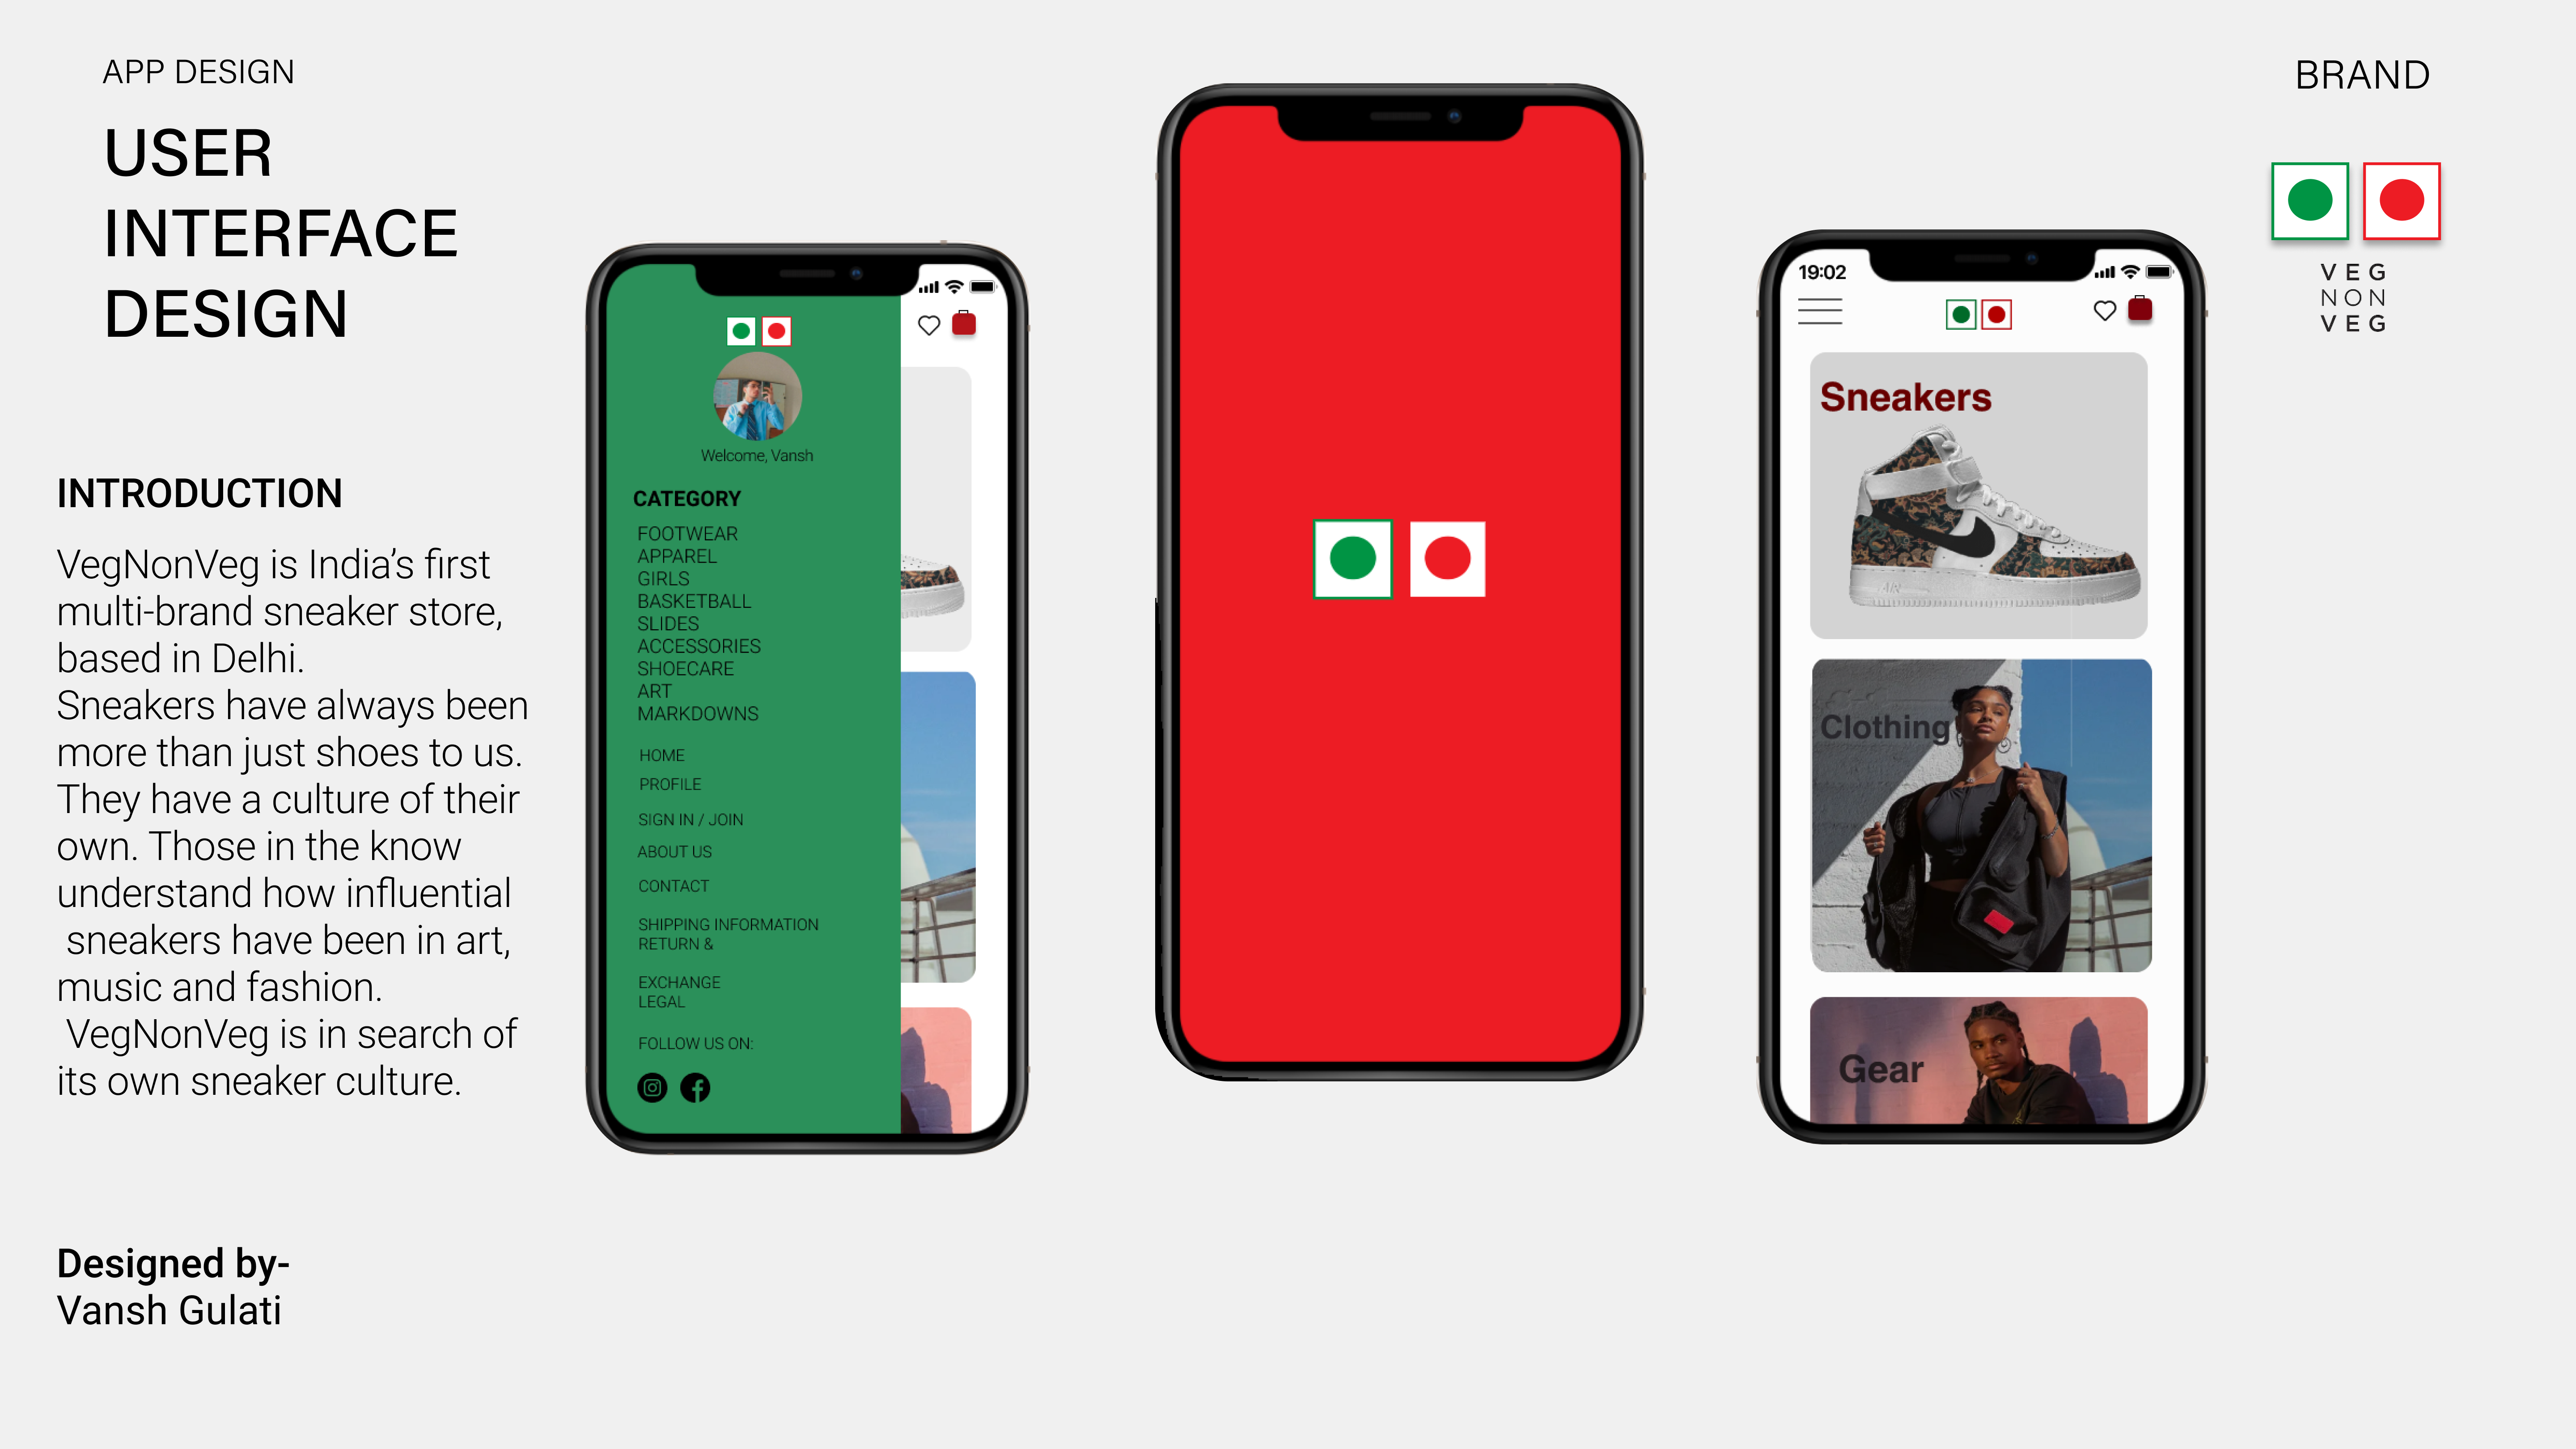 APP DESIGN
USER
INTERFACE
DESIGN
INTRODUCTION
VegNonVeg is India’s first
multi-brand sneaker store,
based in Delhi.
Sneakers have always been
more than just shoes to us.
They have a culture of their
own. Those in the know
understand how influential
sneakers have been in art,
music and fashion.
VegNonVeg is in search of
its own sneaker culture.
Designed by-
Vansh Gulati
Welcome, Vansh
CATEGORY
FOOTWEAR
APPAREL
GIRLS
BASKETBALL
SLIDES
ACCESSORIES
SHOECARE
ART
MARKDOWNS
HOME
PROFILE
SIGN IN / JOIN
ABOUT US
CONTACT
SHIPPING INFORMATION
RETURN &
EXCHANGE
LEGAL
FOLLOW US ON:
19:02
Sneakers
AIR
Clothing
Gear
BRAND
VEG
NON
VEG